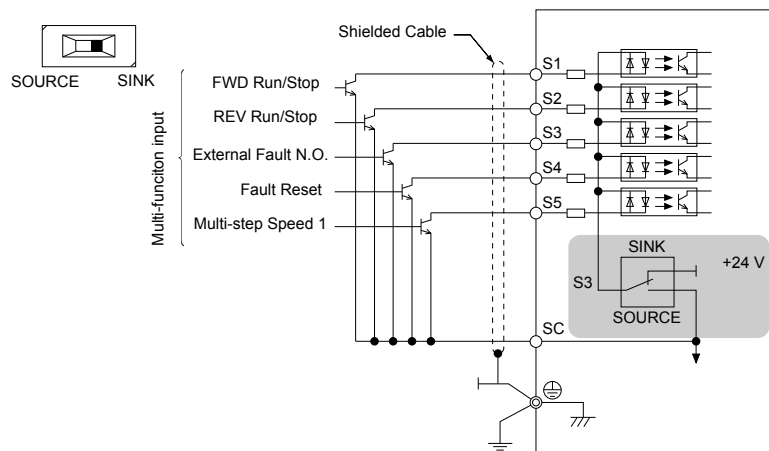 SOURCE SINK
Shielded Cable
Multi-funciton input
FWD Run/Stop
REV Run/Stop
External Fault N.O.
Fault Reset
Multi-step Speed 1
S1
S2
S3
S4
S5
SINK
+24 V
S3
SOURCE
SC